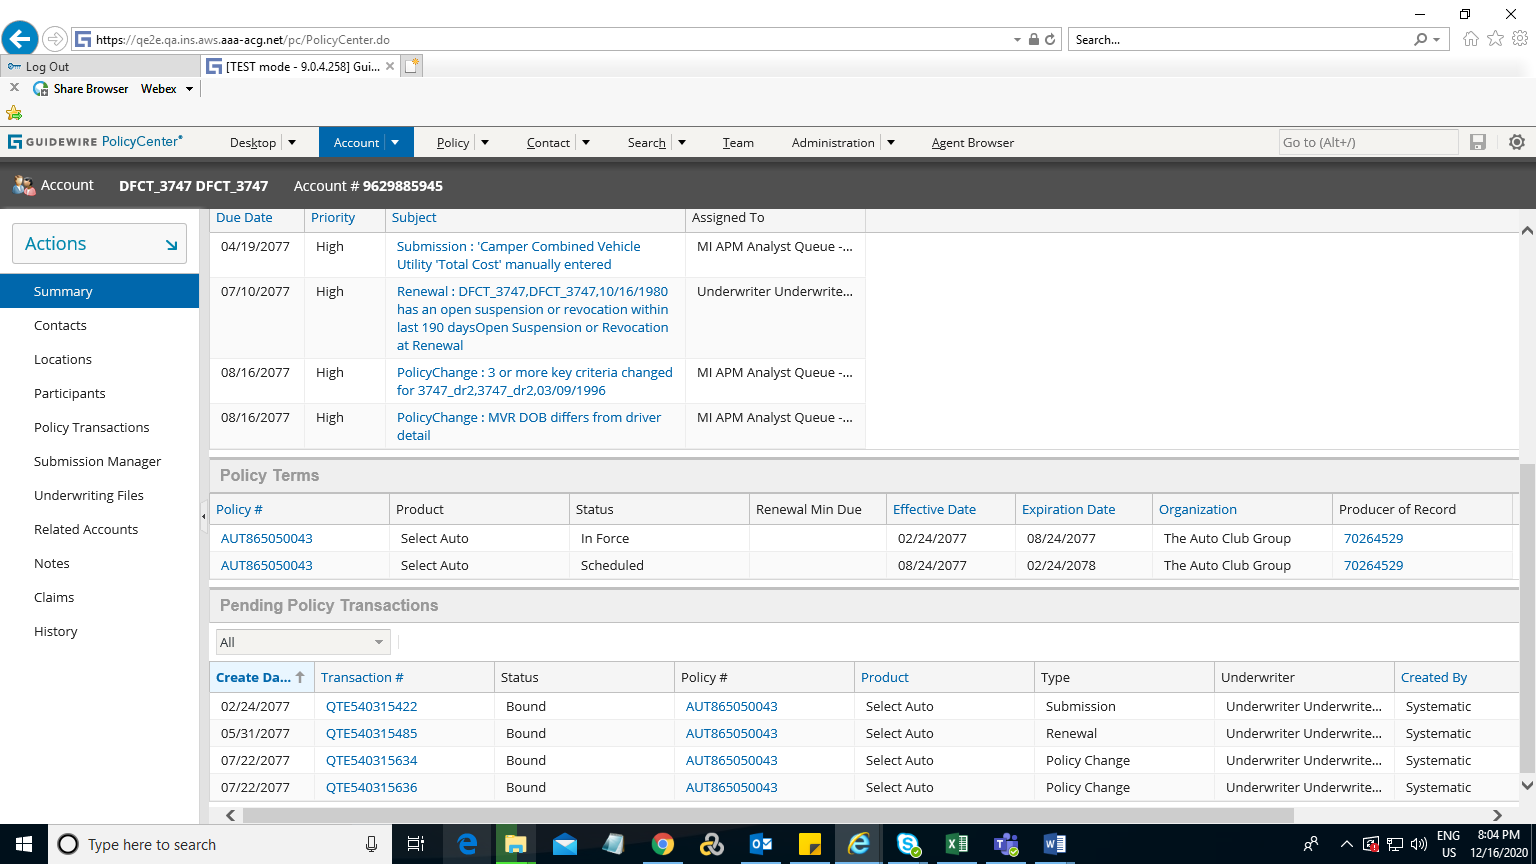 https://qe2e.qa.ins.aws.aaa-acg.net/pc/PolicyCenter.do
Search...
Log Out
[TEST mode - 9.0.4.258] Gui...
X Share Browser Webex
GUIDEWIRE PolicyCenter®
Desktop Account Policy Contact Search Team Administration Agent Browser
Go to (Alt+/)
Account DFCT_3747 DFCT_3747 Account # 9629885945
Actions
Summary
Contacts
Locations
Participants
Policy Transactions
Submission Manager
Underwriting Files
Related Accounts
Notes
Claims
History
Due Date Priority Subject Assigned To
04/19/2077 High Submission : 'Camper Combined Vehicle MI APM Analyst Queue -...
Utility 'Total Cost' manually entered
07/10/2077 High Renewal : DFCT_3747,DFCT_3747,10/16/1980 Underwriter Underwrite...
has an open suspension or revocation within
last 190 daysOpen Suspension or Revocation
at Renewal
08/16/2077 High PolicyChange : 3 or more key criteria changed MI APM Analyst Queue -...
for 3747_dr2,3747_dr2,03/09/1996
08/16/2077 High PolicyChange : MVR DOB differs from driver MI APM Analyst Queue -...
detail
Policy Terms
Policy # Product Status Renewal Min Due Effective Date Expiration Date Organization Producer of Record
AUT865050043 Select Auto In Force 02/24/2077 08/24/2077 The Auto Club Group 70264529
AUT865050043 Select Auto Scheduled 08/24/2077 02/24/2078 The Auto Club Group 70264529
Pending Policy Transactions
All
Create Da... Transaction # Status Policy # Product Type Underwriter Created By
02/24/2077 QTE540315422 Bound AUT865050043 Select Auto Submission Underwriter Underwrite... Systematic
05/31/2077 QTE540315485 Bound AUT865050043 Select Auto Renewal Underwriter Underwrite... Systematic
07/22/2077 QTE540315634 Bound AUT865050043 Select Auto Policy Change Underwriter Underwrite... Systematic
07/22/2077 QTE540315636 Bound AUT865050043 Select Auto Policy Change Underwriter Underwrite... Systematic
Type here to search
ENG
US
8:04 PM
12/16/2020